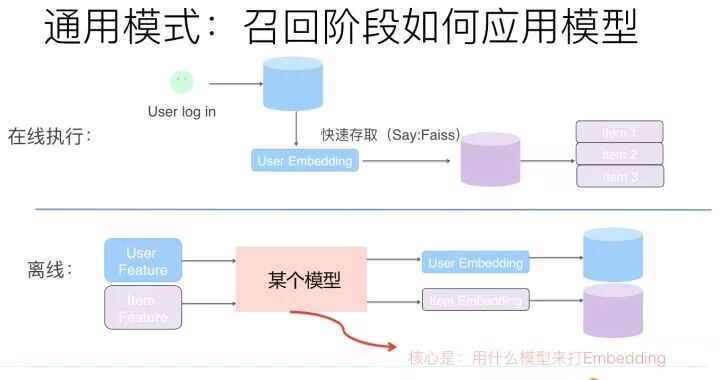 通用模式：召回阶段如何应用模型
User log in
在线执行：
快速存取（Say:Faiss）
User Embedding
Item 1
Item 2
Item 3
离线：
User
Feature
Item
Feature
某个模型
User Embedding
Item Embedding
核心是：用什么模型来打Embedding